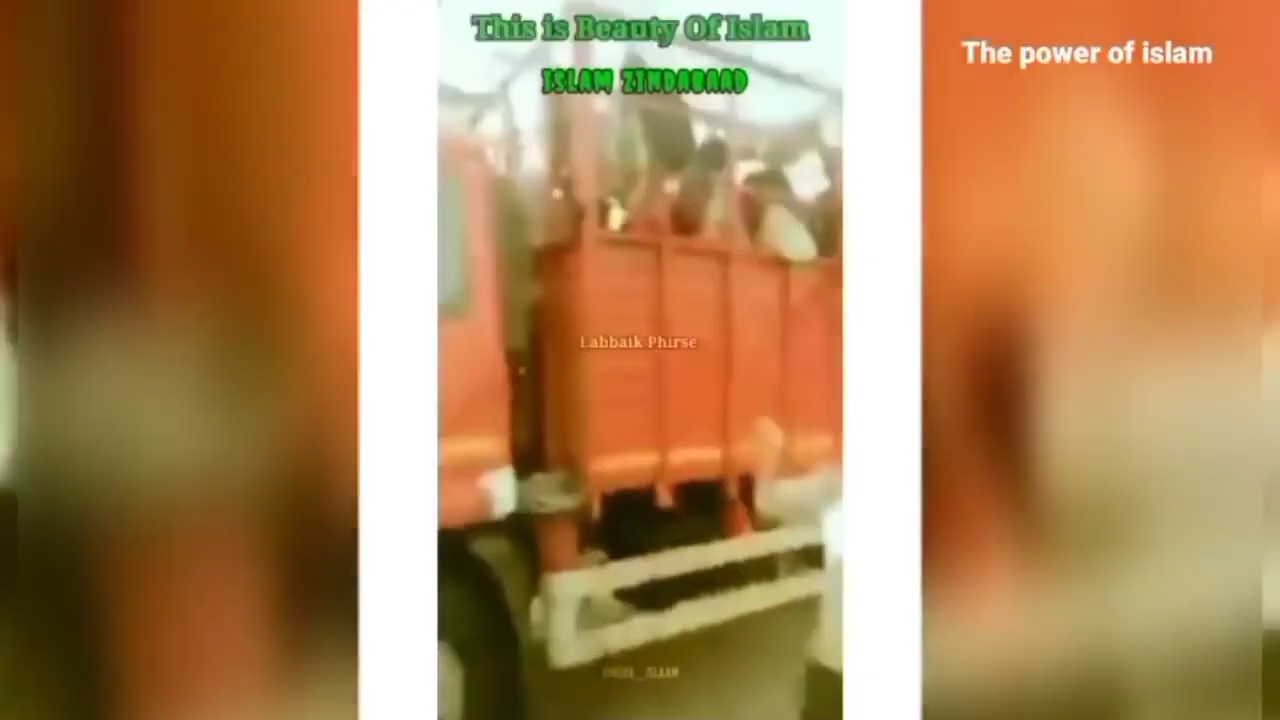 This is Beauty Of Islam
ISLAM ZINDABAAD
The power of islam
Labbaik Phirse